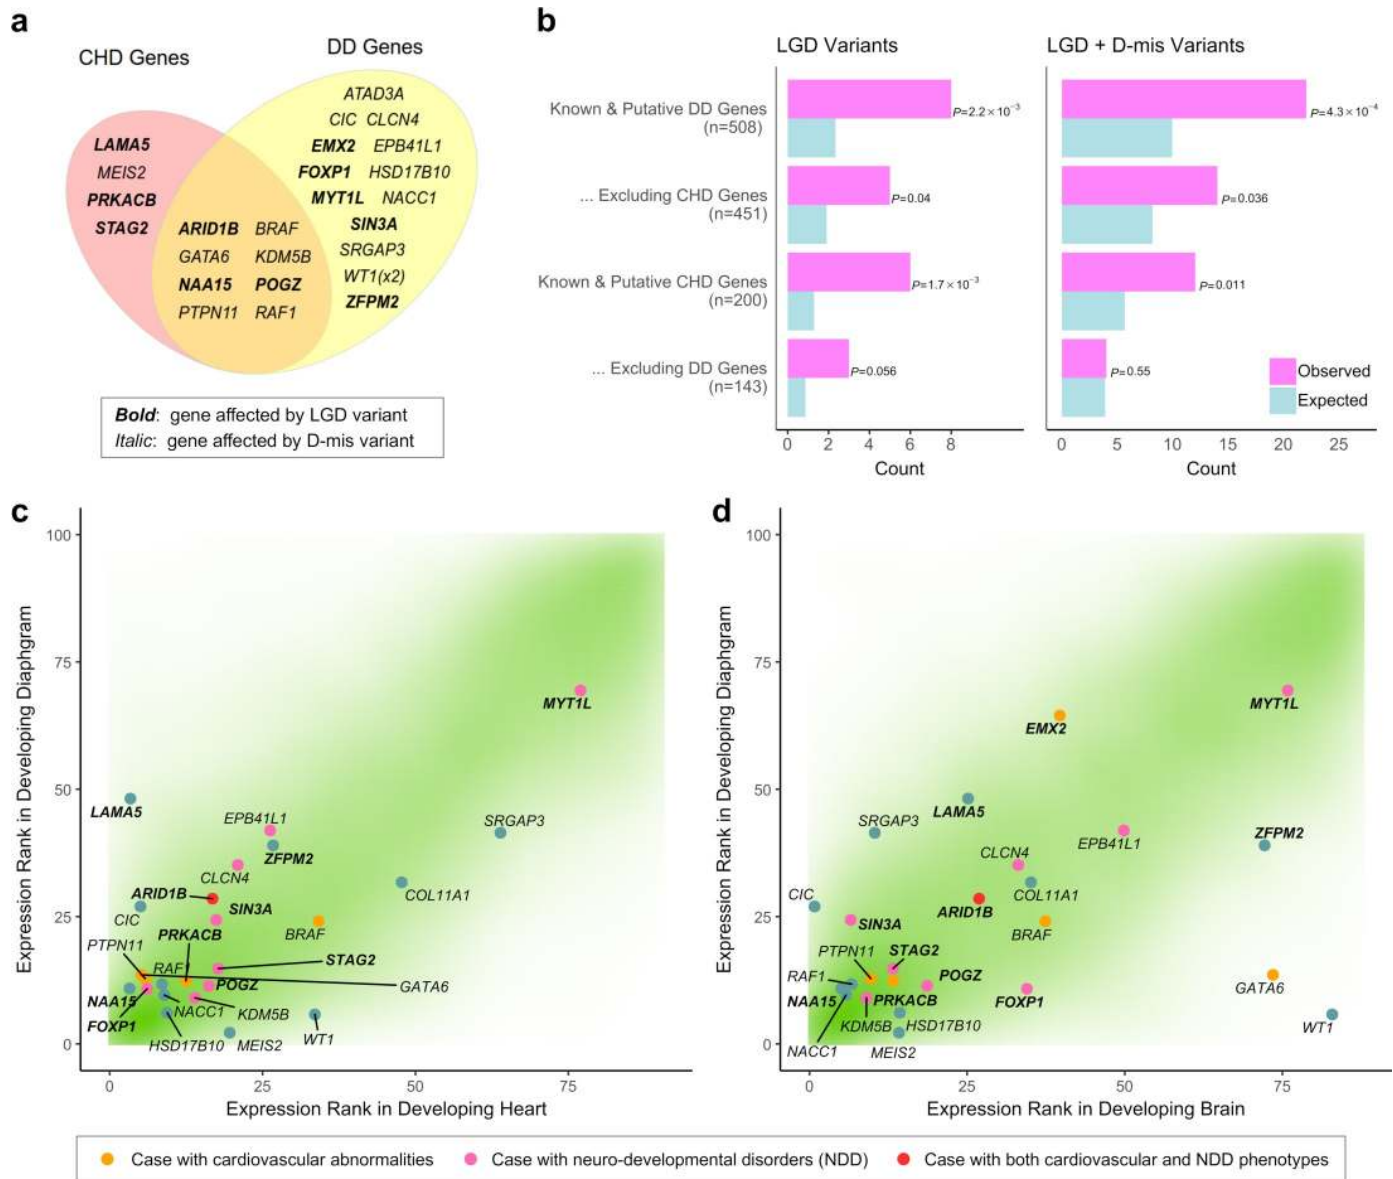 a
CHD Genes
DD Genes
LAMA5
MEIS2
PRKACB
STAG2
ARID1B BRAF
GATA6 KDM5B
NAA15 POGZ
PTPN11 RAF1
ATAD3A
CIC CLCN4
EMX2 EPB41L1
FOXP1 HSD17B10
MYT1L NACC1
SIN3A
SRGAP3
WT1(x2)
ZFPM2
Bold: gene affected by LGD variant
Italic: gene affected by D-mis variant
b
LGD Variants
LGD + D-mis Variants
Known & Putative DD Genes
(n=508)
... Excluding CHD Genes
(n=451)
Known & Putative CHD Genes
(n=200)
... Excluding DD Genes
(n=143)
P=2.2 × 10⁻³
P=0.04
P=1.7 × 10⁻³
P=0.056
0 2 4 6 8
Count
P=4.3 × 10⁻⁴
P=0.036
P=0.011
P=0.55
Observed
Expected
0 5 10 15 20 25
Count
c
Expression Rank in Developing Diaphgram
100
75
50
25
0
MYT1L
LAMA5
EPB41L1
SRGAP3
ZFPM2
CLCN4
COL11A1
ARID1B
SIN3A
CIC
BRAF
PRKACB
PTPN11
STAG2
RAF1
POGZ
GATA6
NAA15
NACC1
KDM5B
FOXP1
WT1
HSD17B10
MEIS2
0 25 50 75
Expression Rank in Developing Heart
d
Expression Rank in Developing Diaphgram
100
75
50
25
0
MYT1L
EMX2
LAMA5
SRGAP3
EPB41L1
ZFPM2
CLCN4
COL11A1
CIC
ARID1B
SIN3A
BRAF
PTPN11
STAG2
RAF1
POGZ
GATA6
NAA15
PRKACB
FOXP1
KDM5B
HSD17B10
WT1
NACC1
MEIS2
0 25 50 75
Expression Rank in Developing Brain
Case with cardiovascular abnormalities
Case with neuro-developmental disorders (NDD)
Case with both cardiovascular and NDD phenotypes